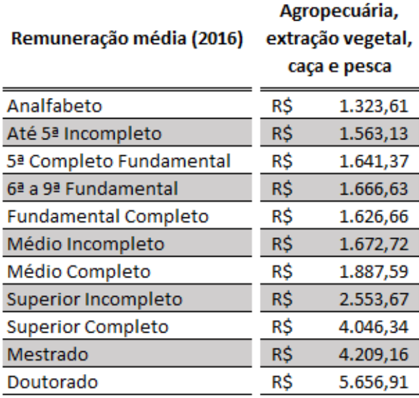 Remuneração média (2016) Agropecuária, extração vegetal, caça e pesca
Analfabeto R$ 1.323,61
Até 5ª Incompleto R$ 1.563,13
5ª Completo Fundamental R$ 1.641,37
6ª a 9ª Fundamental R$ 1.666,63
Fundamental Completo R$ 1.626,66
Médio Incompleto R$ 1.672,72
Médio Completo R$ 1.887,59
Superior Incompleto R$ 2.553,67
Superior Completo R$ 4.046,34
Mestrado R$ 4.209,16
Doutorado R$ 5.656,91